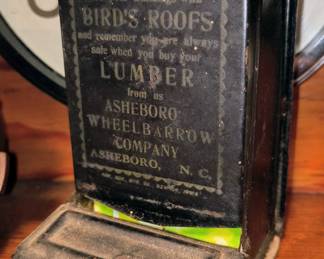 BIRD'S ROOFS
and remember you are always
safe when you buy your
LUMBER
from us
ASHEBORO
WHEELBARROW
COMPANY
ASHEBORO, N. C.